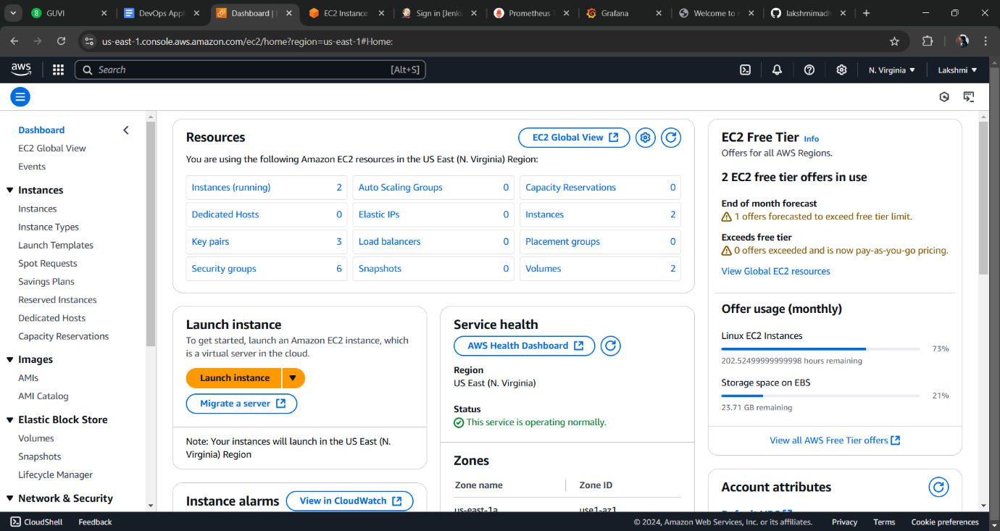 GUVI
DevOps Appl
Dashboard | E
EC2 Instance
Sign in [Jenki
Prometheus T
Grafana
Welcome to n
lakshmimadh
us-east-1.console.aws.amazon.com/ec2/home?region=us-east-1#Home:
aws
Search
[Alt+S]
N. Virginia
Lakshmi
Dashboard
EC2 Global View
Events
Instances
Instances
Instance Types
Launch Templates
Spot Requests
Savings Plans
Reserved Instances
Dedicated Hosts
Capacity Reservations
Images
AMIs
AMI Catalog
Elastic Block Store
Volumes
Snapshots
Lifecycle Manager
Network & Security
Resources
EC2 Global View
You are using the following Amazon EC2 resources in the US East (N. Virginia) Region:
Instances (running) 2
Auto Scaling Groups 0
Capacity Reservations 0
Dedicated Hosts 0
Elastic IPs 0
Instances 2
Key pairs 3
Load balancers 0
Placement groups 0
Security groups 6
Snapshots 0
Volumes 2
Launch instance
To get started, launch an Amazon EC2 instance, which
is a virtual server in the cloud.
Launch instance
Migrate a server
Note: Your instances will launch in the US East (N.
Virginia) Region
Instance alarms
View in CloudWatch
Service health
AWS Health Dashboard
Region
US East (N. Virginia)
Status
This service is operating normally.
Zones
Zone name
Zone ID
us-east-1a
use1-az1
EC2 Free Tier Info
Offers for all AWS Regions.
2 EC2 free tier offers in use
End of month forecast
1 offers forecasted to exceed free tier limit.
Exceeds free tier
0 offers exceeded and is now pay-as-you-go pricing.
View Global EC2 resources
Offer usage (monthly)
Linux EC2 Instances
73%
202.52499999999998 hours remaining
Storage space on EBS
21%
23.71 GB remaining
View all AWS Free Tier offers
Account attributes
Default VPC
CloudShell
Feedback
© 2024, Amazon Web Services, Inc. or its affiliates.
Privacy
Terms
Cookie preferences